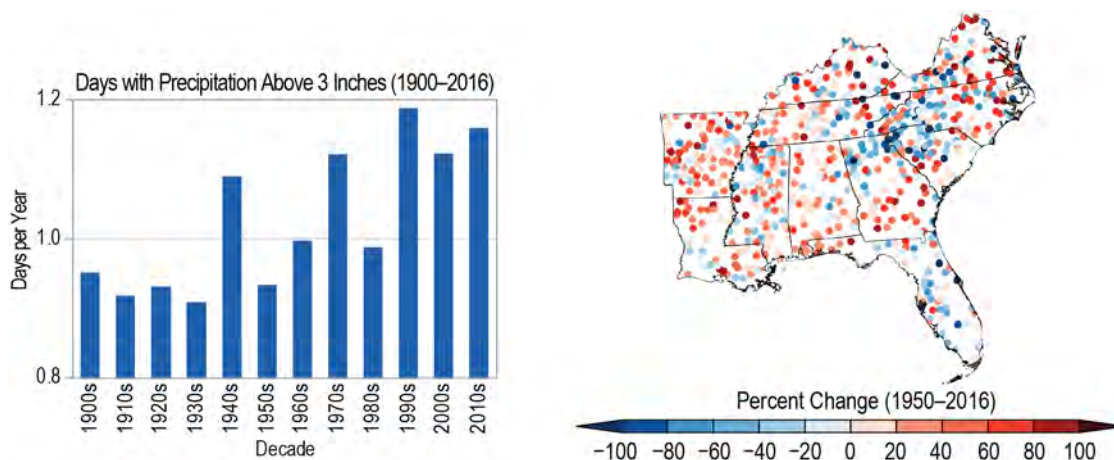 Days with Precipitation Above 3 Inches (1900–2016)
1.2
1.0
0.8
Days per Year
1900s
1910s
1920s
1930s
1940s
1950s
1960s
1970s
1980s
1990s
2000s
2010s
Decade
Percent Change (1950–2016)
−100 −80 −60 −40 −20 0 20 40 60 80 100